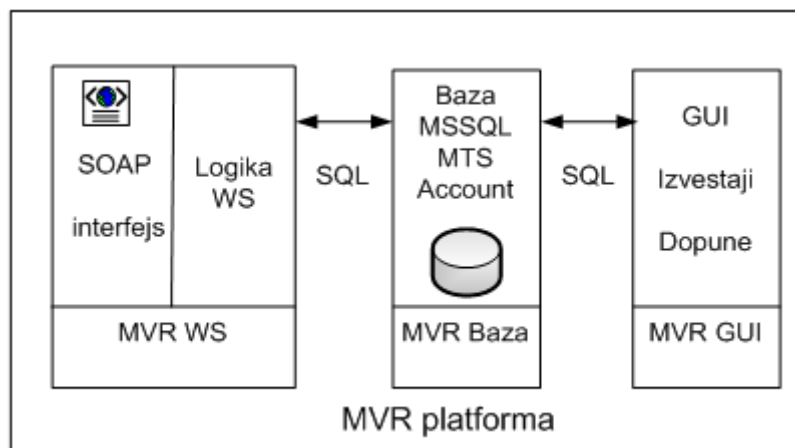 SOAP
interfejs
Logika
WS
MVR WS
SQL
Baza
MSSQL
MTS
Account
MVR Baza
SQL
GUI
Izvestaji
Dopune
MVR GUI
MVR platforma